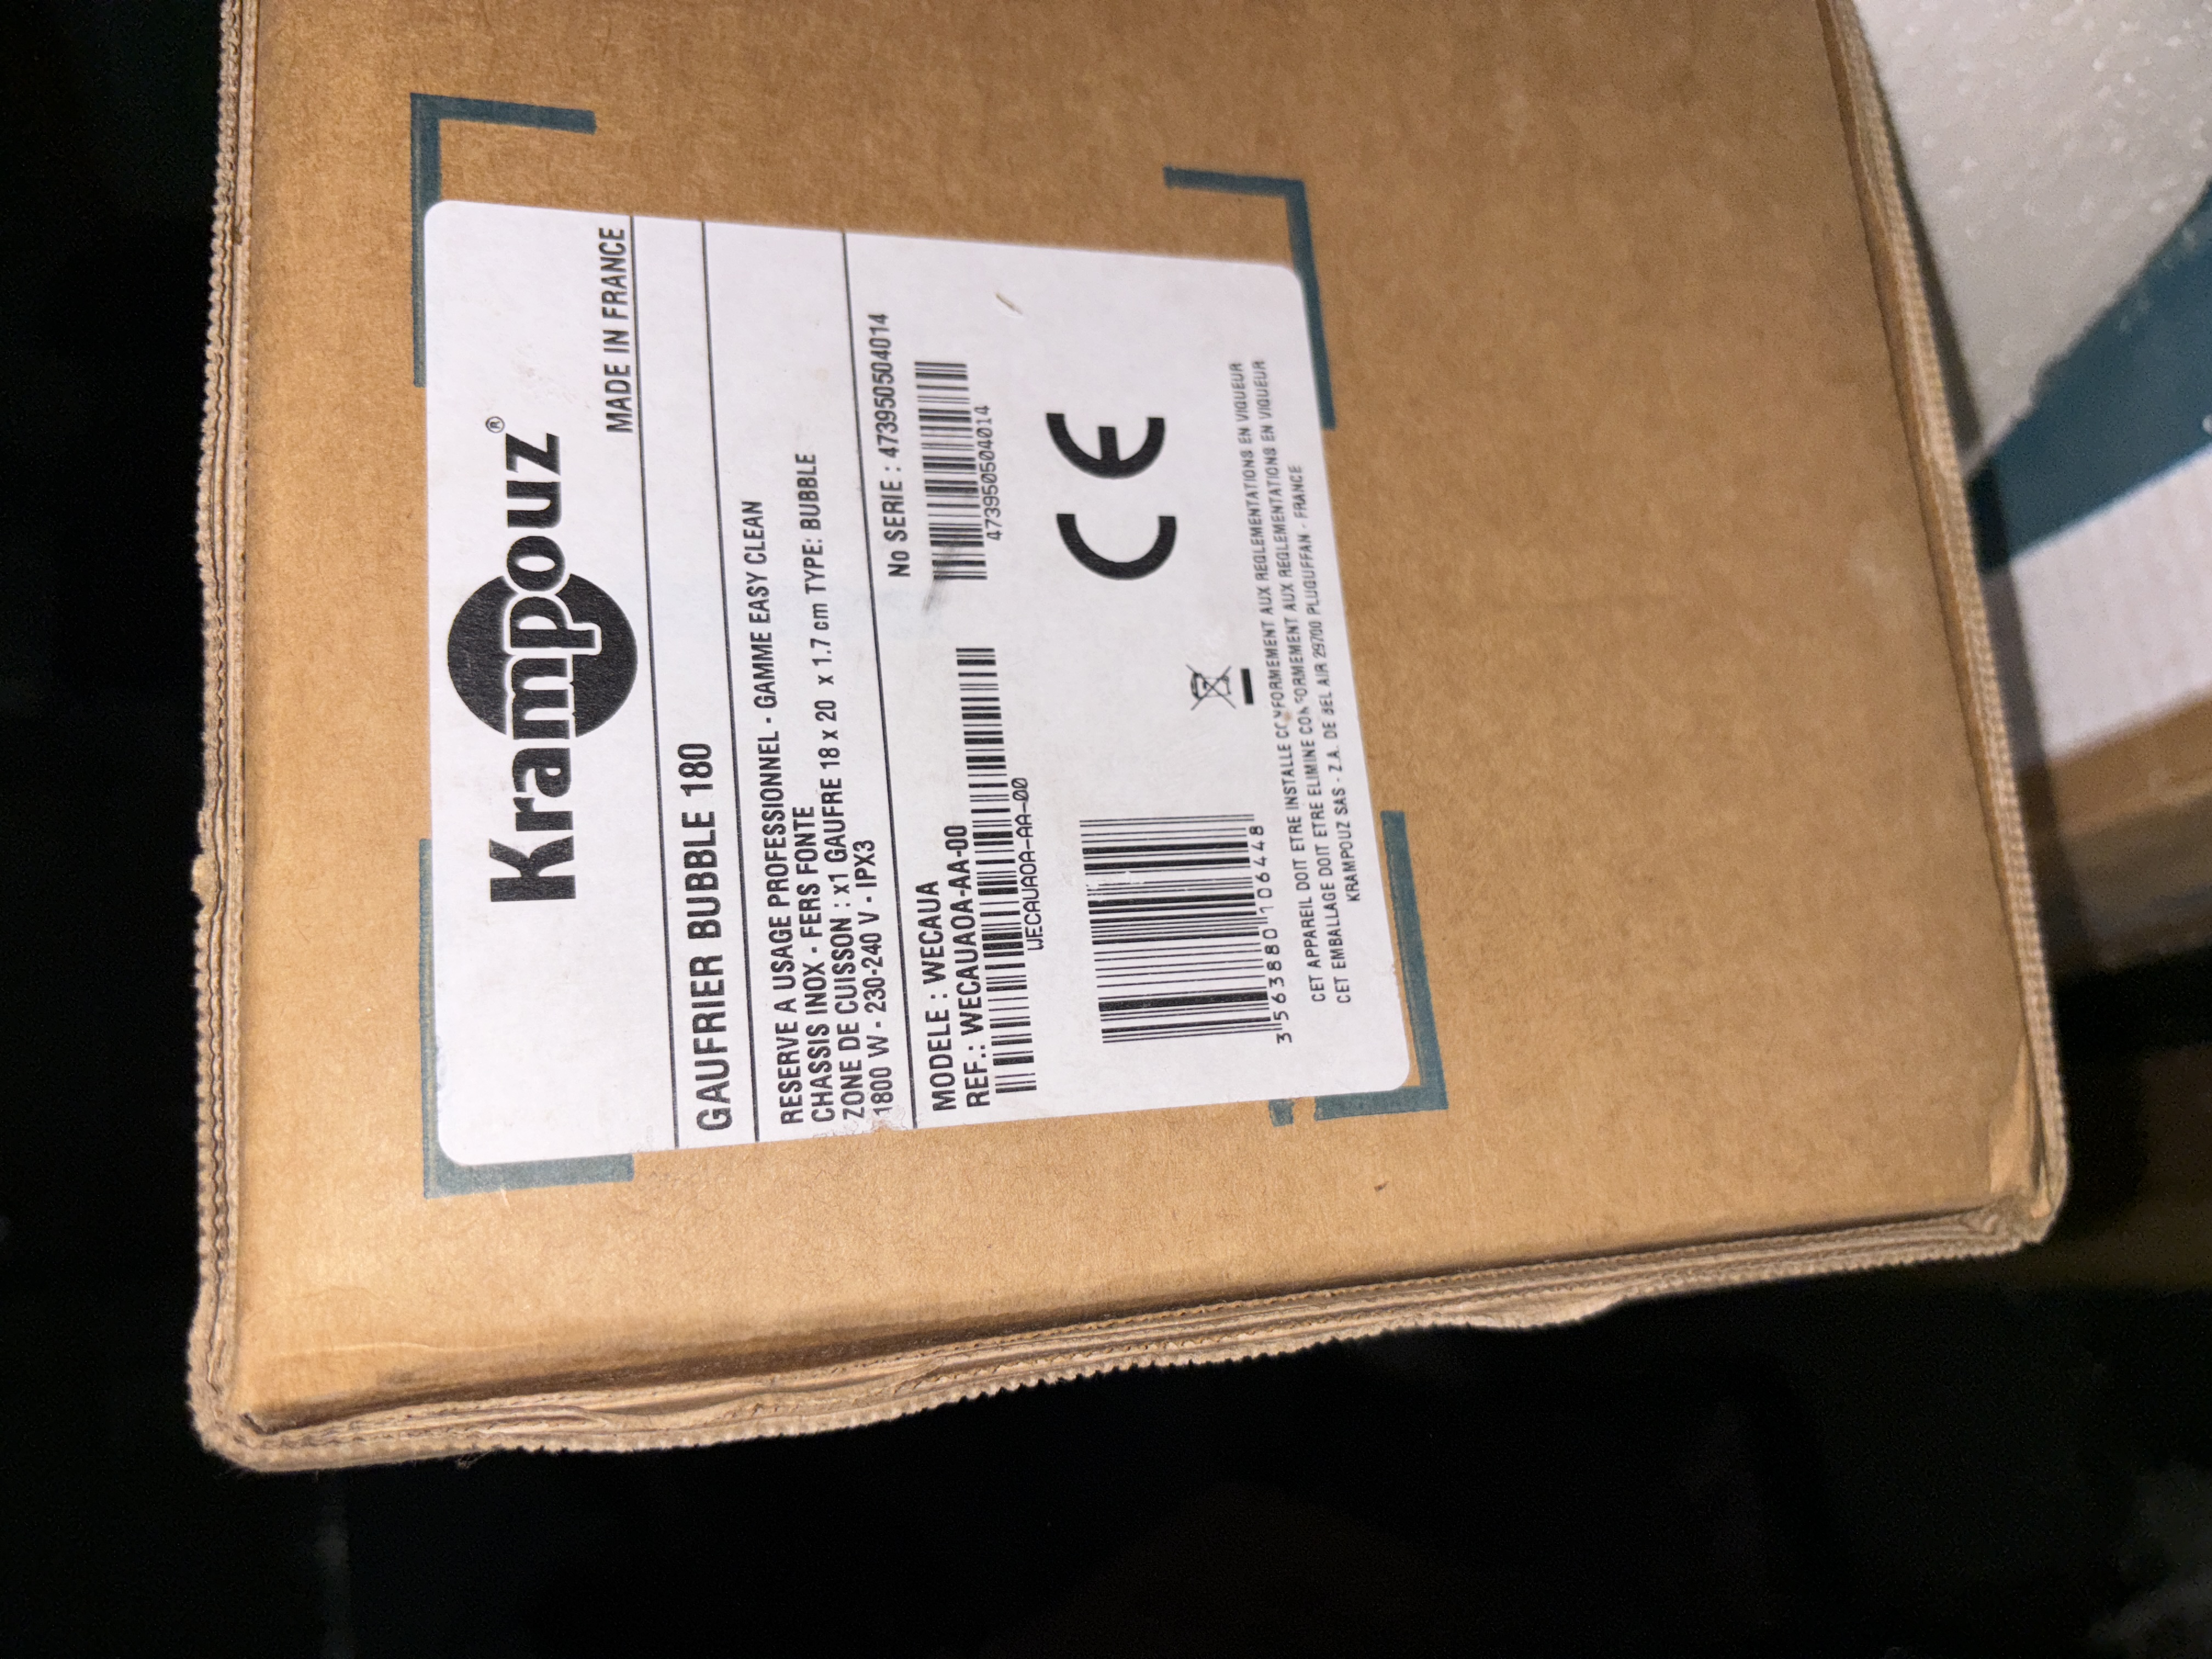 Krampouz®
MADE IN FRANCE
GAUFRIER BUBBLE 180
RESERVE A USAGE PROFESSIONNEL - GAMME EASY CLEAN
CHASSIS INOX - FERS FONTE
ZONE DE CUISSON : x1 GAUFRE 18 x 20 x 1.7 cm TYPE: BUBBLE
1800 W - 230-240 V - IPX3
MODELE : WECAUA
No SERIE : 47395050504014
REF.: WECAUAOA-AA-00
47395050504014
WECAUAOA-AA-00
CE
3 563880 106448
CET APPAREIL DOIT ETRE INSTALLE CONFORMEMENT AUX REGLEMENTATIONS EN VIGUEUR
CET EMBALLAGE DOIT ETRE ELIMINE CONFORMEMENT AUX REGLEMENTATIONS EN VIGUEUR
KRAMPOUZ SAS - Z.A. DE BEL AIR 29700 PLUGUFFAN - FRANCE